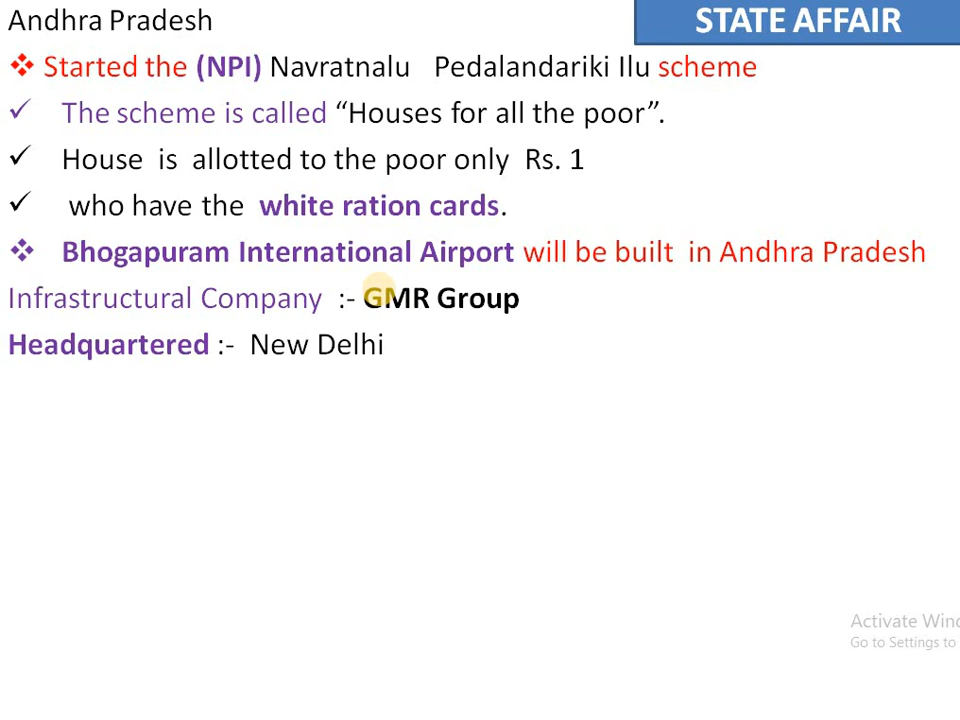 Andhra Pradesh
STATE AFFAIR
❖ Started the (NPI) Navratnalu Pedalandariki Ilu scheme
✓ The scheme is called “Houses for all the poor”.
✓ House is allotted to the poor only Rs. 1
✓ who have the white ration cards.
❖ Bhogapuram International Airport will be built in Andhra Pradesh
Infrastructural Company :- GMR Group
Headquartered :- New Delhi
Activate Wind
Go to Settings to